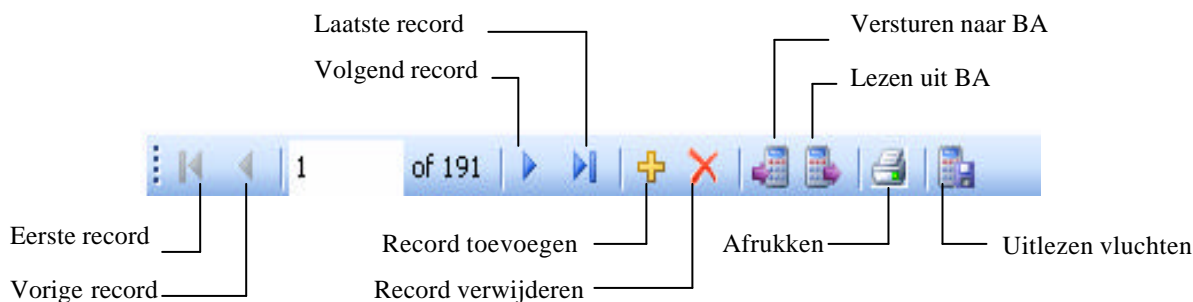 Laatste record
Versturen naar BA
Volgend record
Lezen uit BA
1 of 191
Eerste record
Record toevoegen
Afrukken
Uitlezen vluchten
Vorige record
Record verwijderen